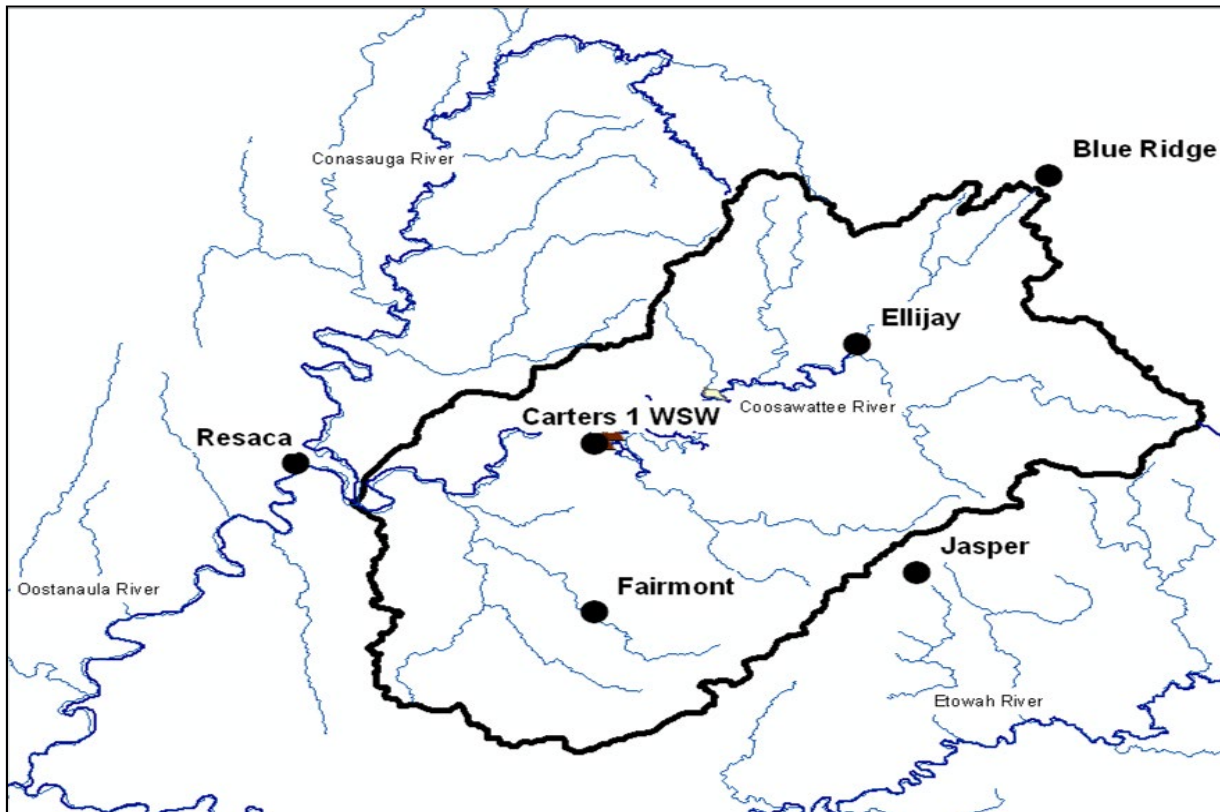 Blue Ridge
Conasauga River
Ellijay
Coosawattee River
Carters 1 WSW
Resaca
Jasper
Fairmont
Oostanaula River
Etowah River